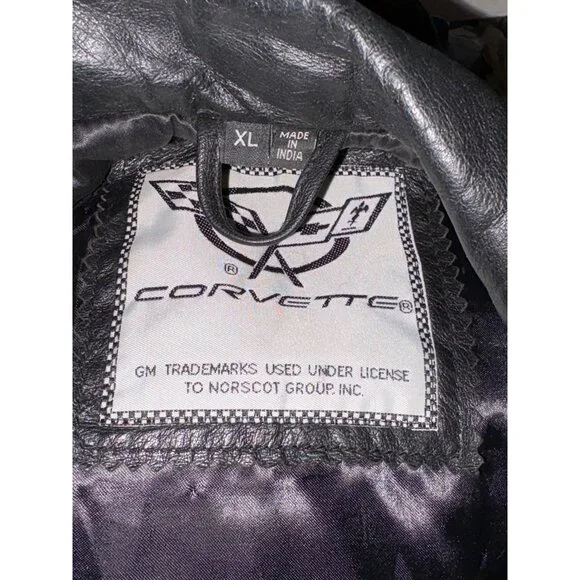 XL
MADE
IN
INDIA
®
CORVETTE®
GM TRADEMARKS USED UNDER LICENSE
TO NORSCOT GROUP, INC.